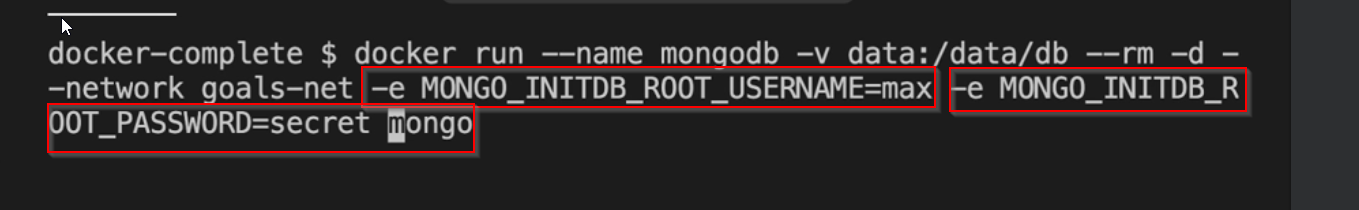 docker-complete $ docker run --name mongodb -v data:/data/db --rm -d -
-network goals-net -e MONGO_INITDB_ROOT_USERNAME=max -e MONGO_INITDB_R
OOT_PASSWORD=secret mongo